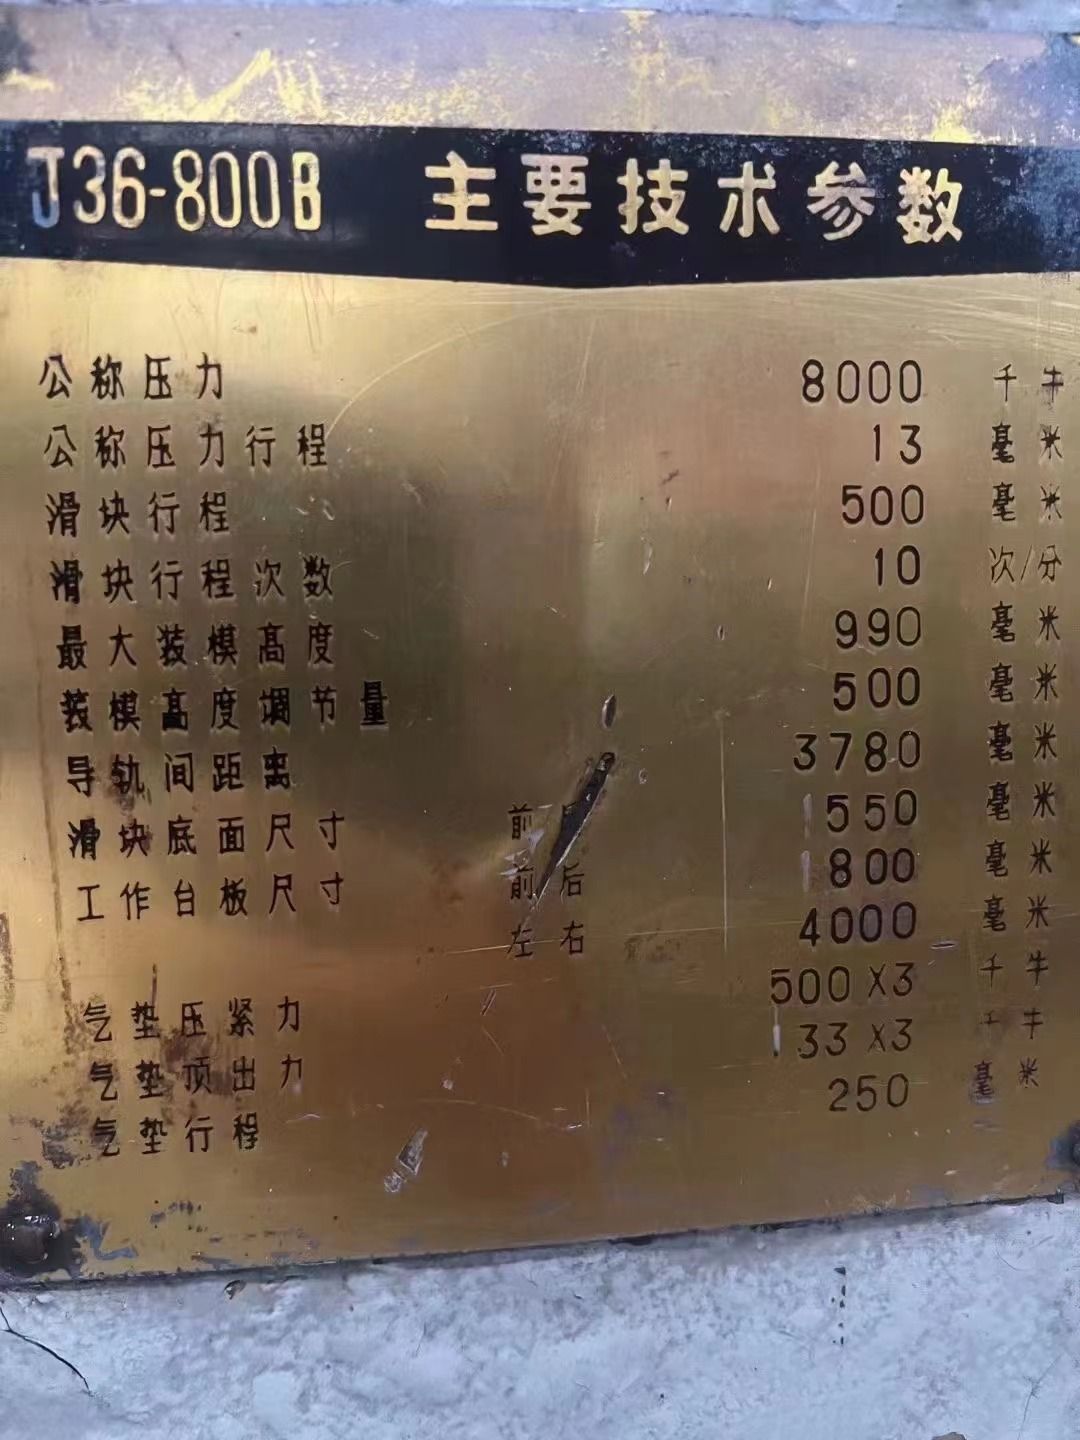 J36-800B 主要技术参数
公称压力 8000 千牛
公称压力行程 13 毫米
滑块行程 500 毫米
滑块行程次数 10 次/分
最大装模高度 990 毫米
装模高度调节量 500 毫米
导轨间距离 3780 毫米
滑块底面尺寸 前 1550 毫米
工作台板尺寸 前后 1800 毫米
左右 4000 毫米
气垫压紧力 500X3 千牛
气垫顶出力 133X3 千牛
气垫行程 250 毫米